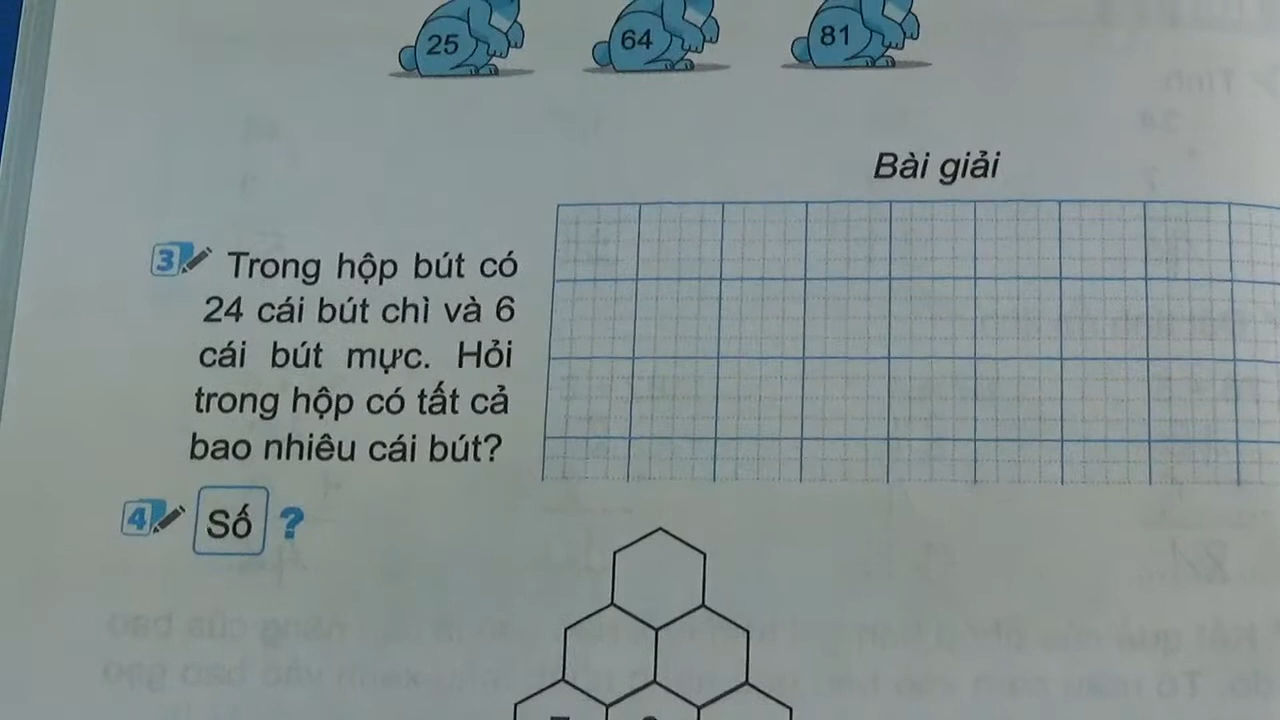 25 64 81
Bài giải
3 Trong hộp bút có
24 cái bút chì và 6
cái bút mực. Hỏi
trong hộp có tất cả
bao nhiêu cái bút?
4 Số ?